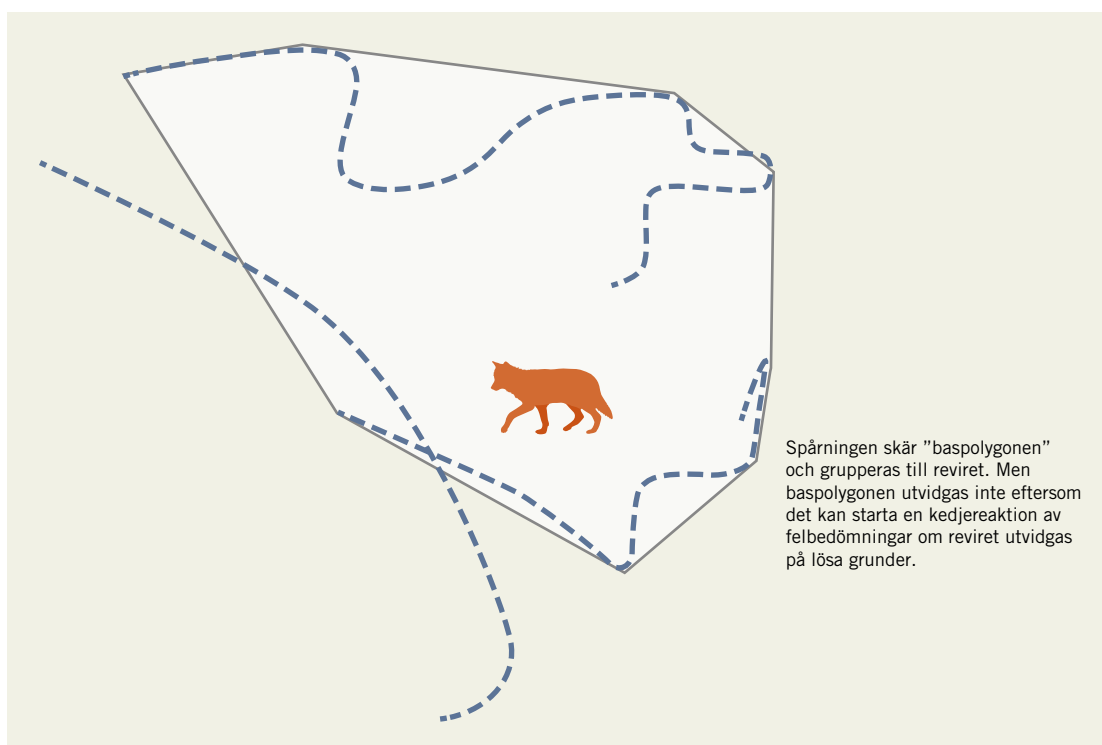 Spårningen skär ”baspolygonen”
och grupperas till reviret. Men
baspolygonen utvidgas inte eftersom
det kan starta en kedjereaktion av
felbedömningar om reviret utvidgas
på lösa grunder.